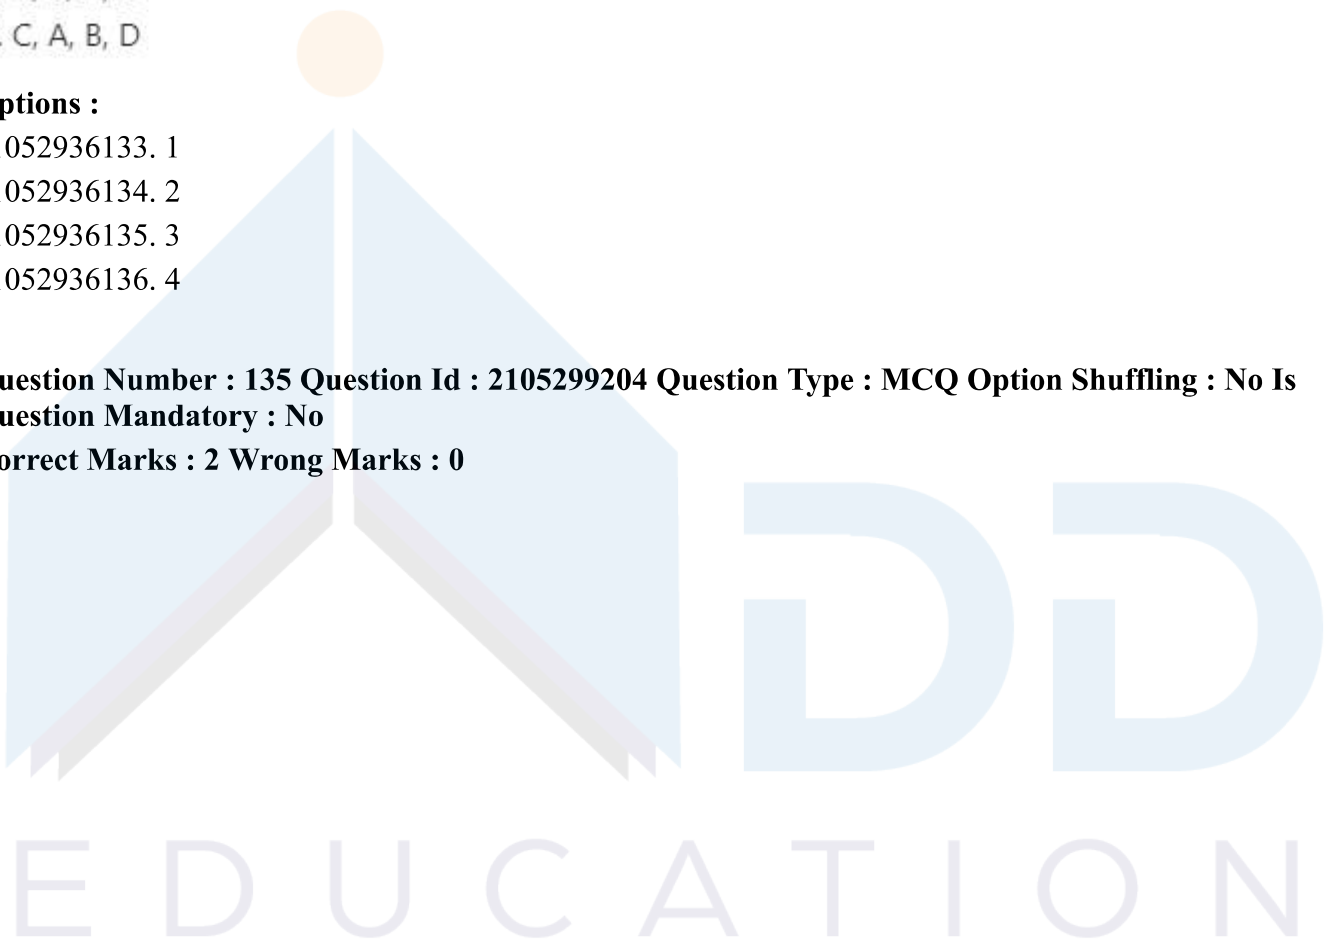 . C, A, B, D
ptions :
052936133. 1
052936134. 2
052936135. 3
052936136. 4
uestion Number : 135 Question Id : 2105299204 Question Type : MCQ Option Shuffling : No Is
uestion Mandatory : No
orrect Marks : 2 Wrong Marks : 0
DD
EDUCATION